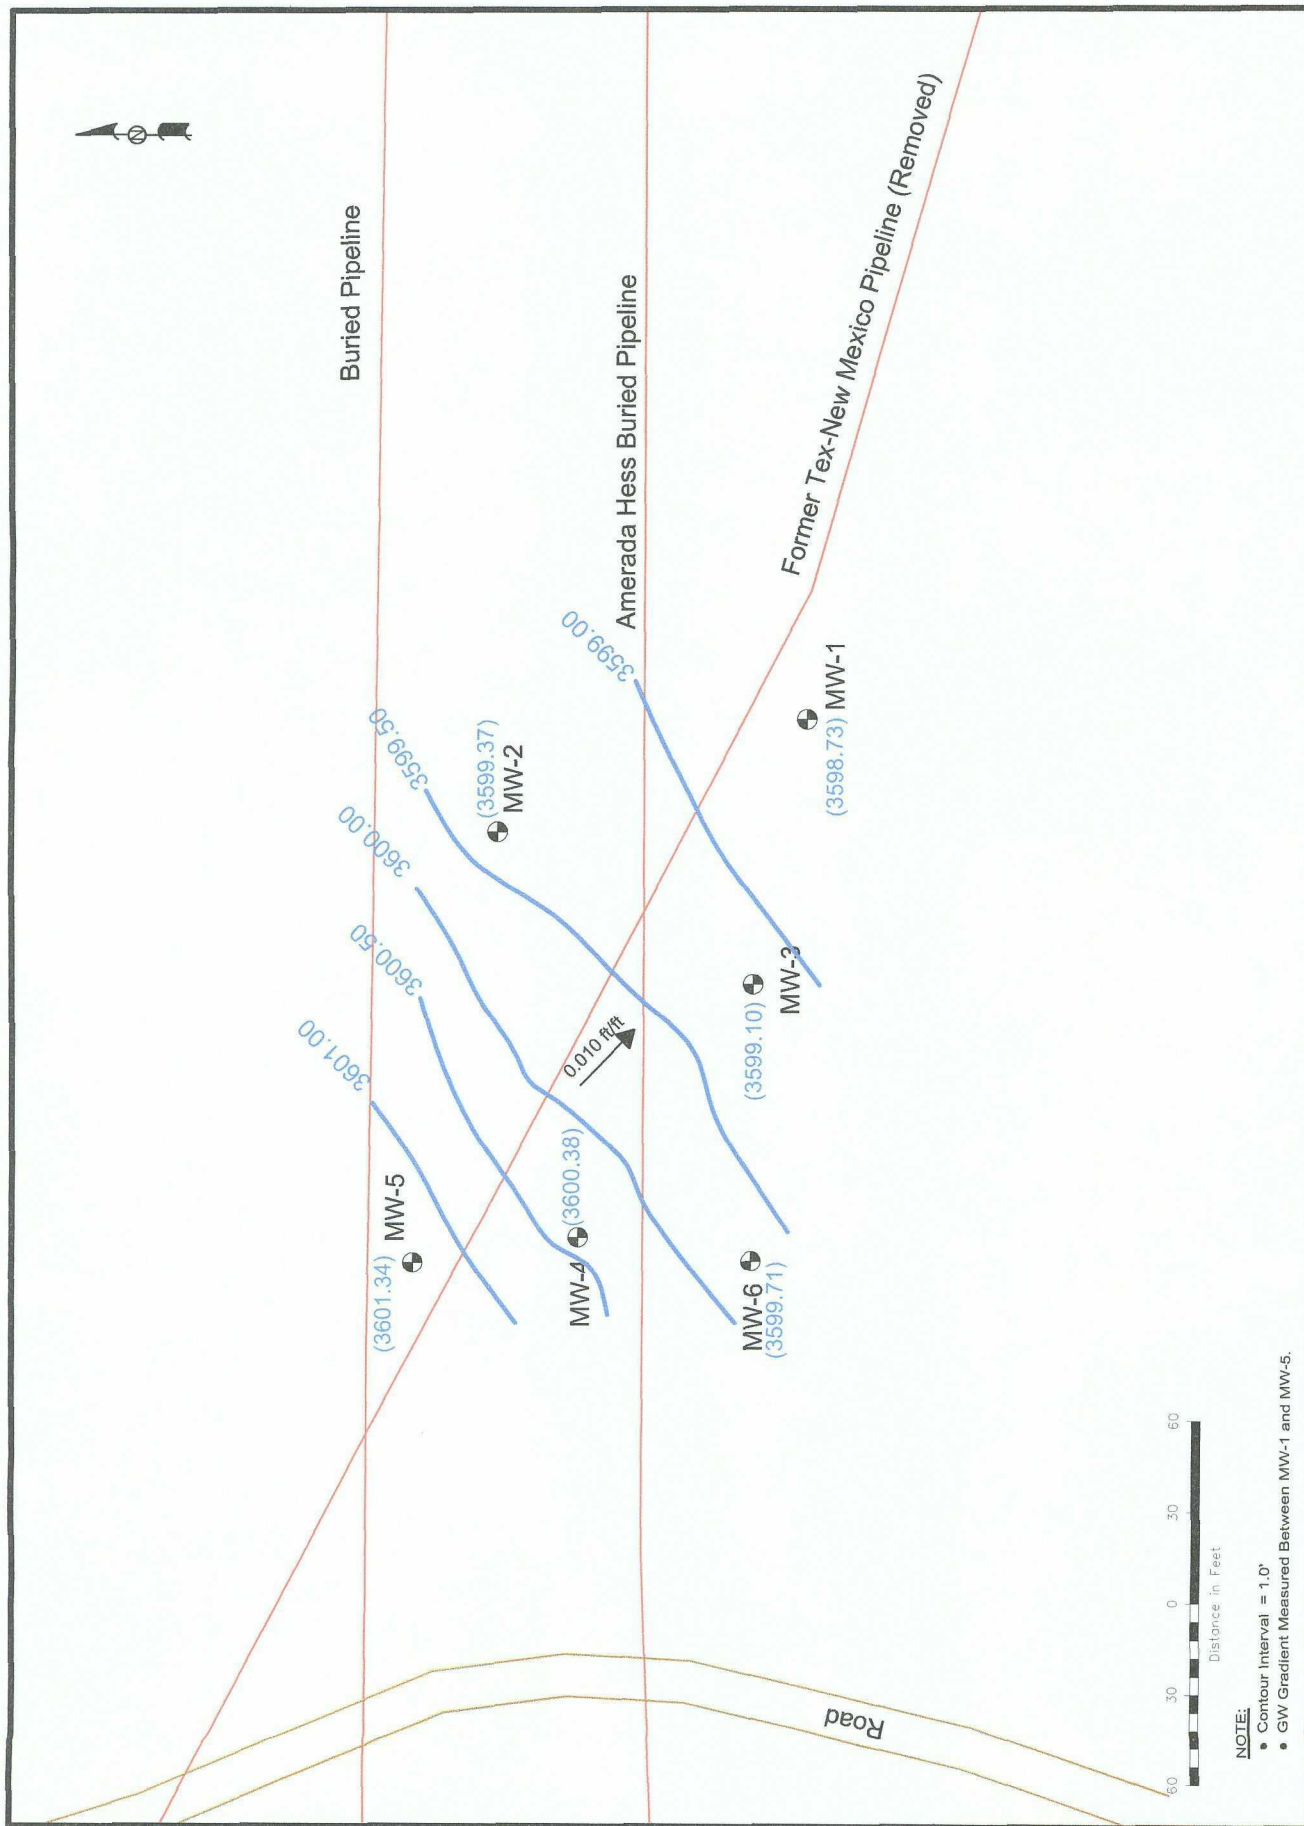 N
Buried Pipeline
Amerada Hess Buried Pipeline
Former Tex-New Mexico Pipeline (Removed)
3601.00
3600.50
3600.00
3599.50
3599.00
(3601.34)
MW-5
MW-4
(3600.38)
(3599.37)
MW-2
0.010 ft/ft
MW-6
(3599.71)
(3599.10)
MW-3
MW-1
(3598.73)
Road
60 30 0 30 60
Distance in Feet
NOTE:
• Contour Interval = 1.0'
• GW Gradient Measured Between MW-1 and MW-5.